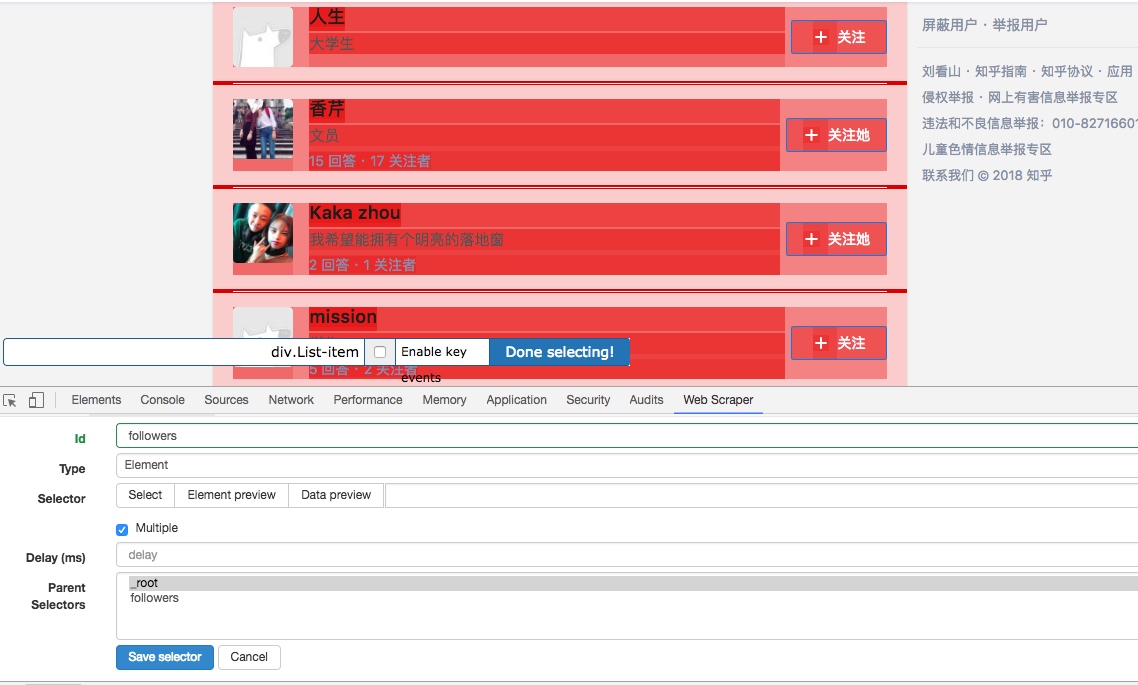 人生
大学生
+ 关注
香芹
文员
15 回答 · 17 关注者
+ 关注她
Kaka zhou
我希望能拥有个明亮的落地窗
2 回答 · 1 关注者
+ 关注她
mission
5 回答 · 2 关注者
+ 关注
屏蔽用户 · 举报用户
刘看山 · 知乎指南 · 知乎协议 · 应用
侵权举报 · 网上有害信息举报专区
违法和不良信息举报：010-8271660
儿童色情信息举报专区
联系我们 © 2018 知乎
div.List-item
Enable key
events
Done selecting!
Elements Console Sources Network Performance Memory Application Security Audits Web Scraper
Id followers
Type Element
Selector Select Element preview Data preview
Multiple
Delay (ms) delay
Parent
Selectors
_root
followers
Save selector Cancel